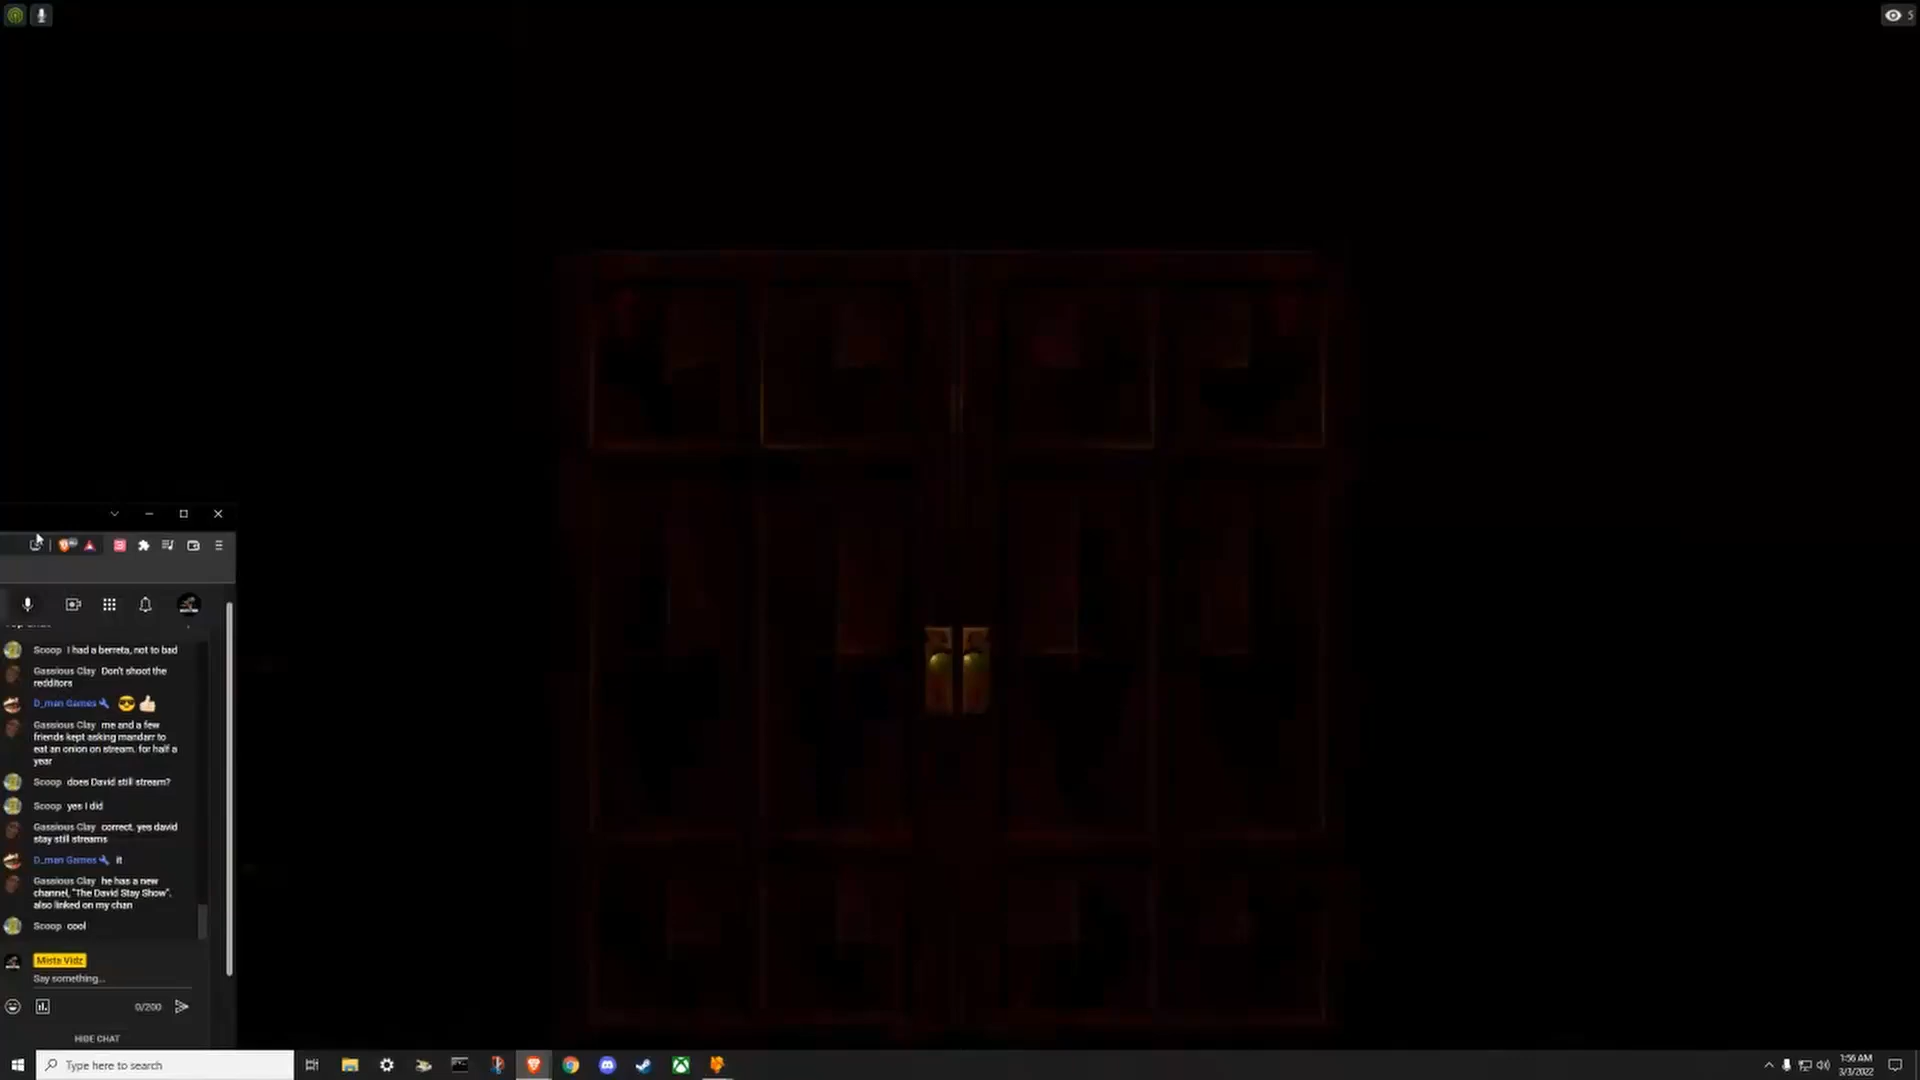 5
Scoop I had a berreta, not to bad
Gassious Clay Don't shoot the
redditors
D_man Games
Gassious Clay me and a few
friends kept asking mandarr to
eat an onion on stream. for half a
year
Scoop does David still stream?
Scoop yes I did
Gassious Clay correct. yes david
stay still streams
D_man Games it
Gassious Clay he has a new
channel, "The David Stay Show".
also linked on my chan
Scoop cool
Mista Vidz
Say something...
0/200
HIDE CHAT
Type here to search
1:56 AM
3/3/2022